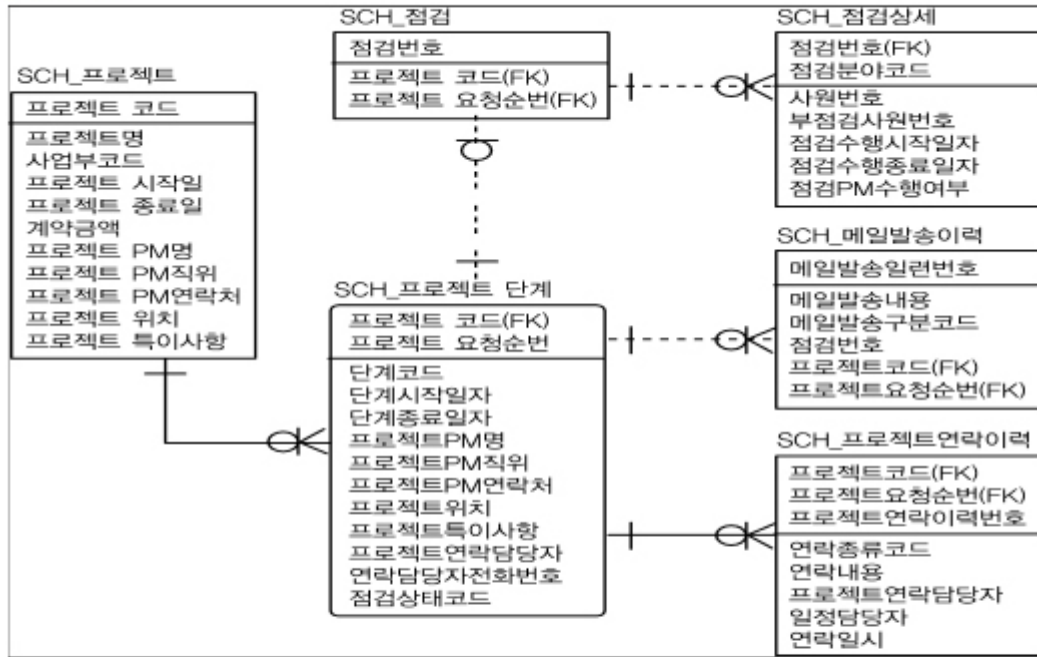 SCH_프로젝트
프로젝트 코드
프로젝트명
사업부코드
프로젝트 시작일
프로젝트 종료일
계약금액
프로젝트 PM명
프로젝트 PM직위
프로젝트 PM연락처
프로젝트 위치
프로젝트 특이사항
SCH_점검
점검번호
프로젝트 코드(FK)
프로젝트 요청순번(FK)
SCH_프로젝트 단계
프로젝트 코드(FK)
프로젝트 요청순번
단계코드
단계시작일자
단계종료일자
프로젝트PM명
프로젝트PM직위
프로젝트PM연락처
프로젝트위치
프로젝트특이사항
프로젝트연락담당자
연락담당자전화번호
점검상태코드
SCH_점검상세
점검번호(FK)
점검분야코드
사원번호
부점검사원번호
점검수행시작일자
점검수행종료일자
점검PM수행여부
SCH_메일발송이력
메일발송일련번호
메일발송내용
메일발송구분코드
점검번호
프로젝트코드(FK)
프로젝트요청순번(FK)
SCH_프로젝트연락이력
프로젝트코드(FK)
프로젝트요청순번(FK)
프로젝트연락이력번호
연락종류코드
연락내용
프로젝트연락담당자
일정담당자
연락일시